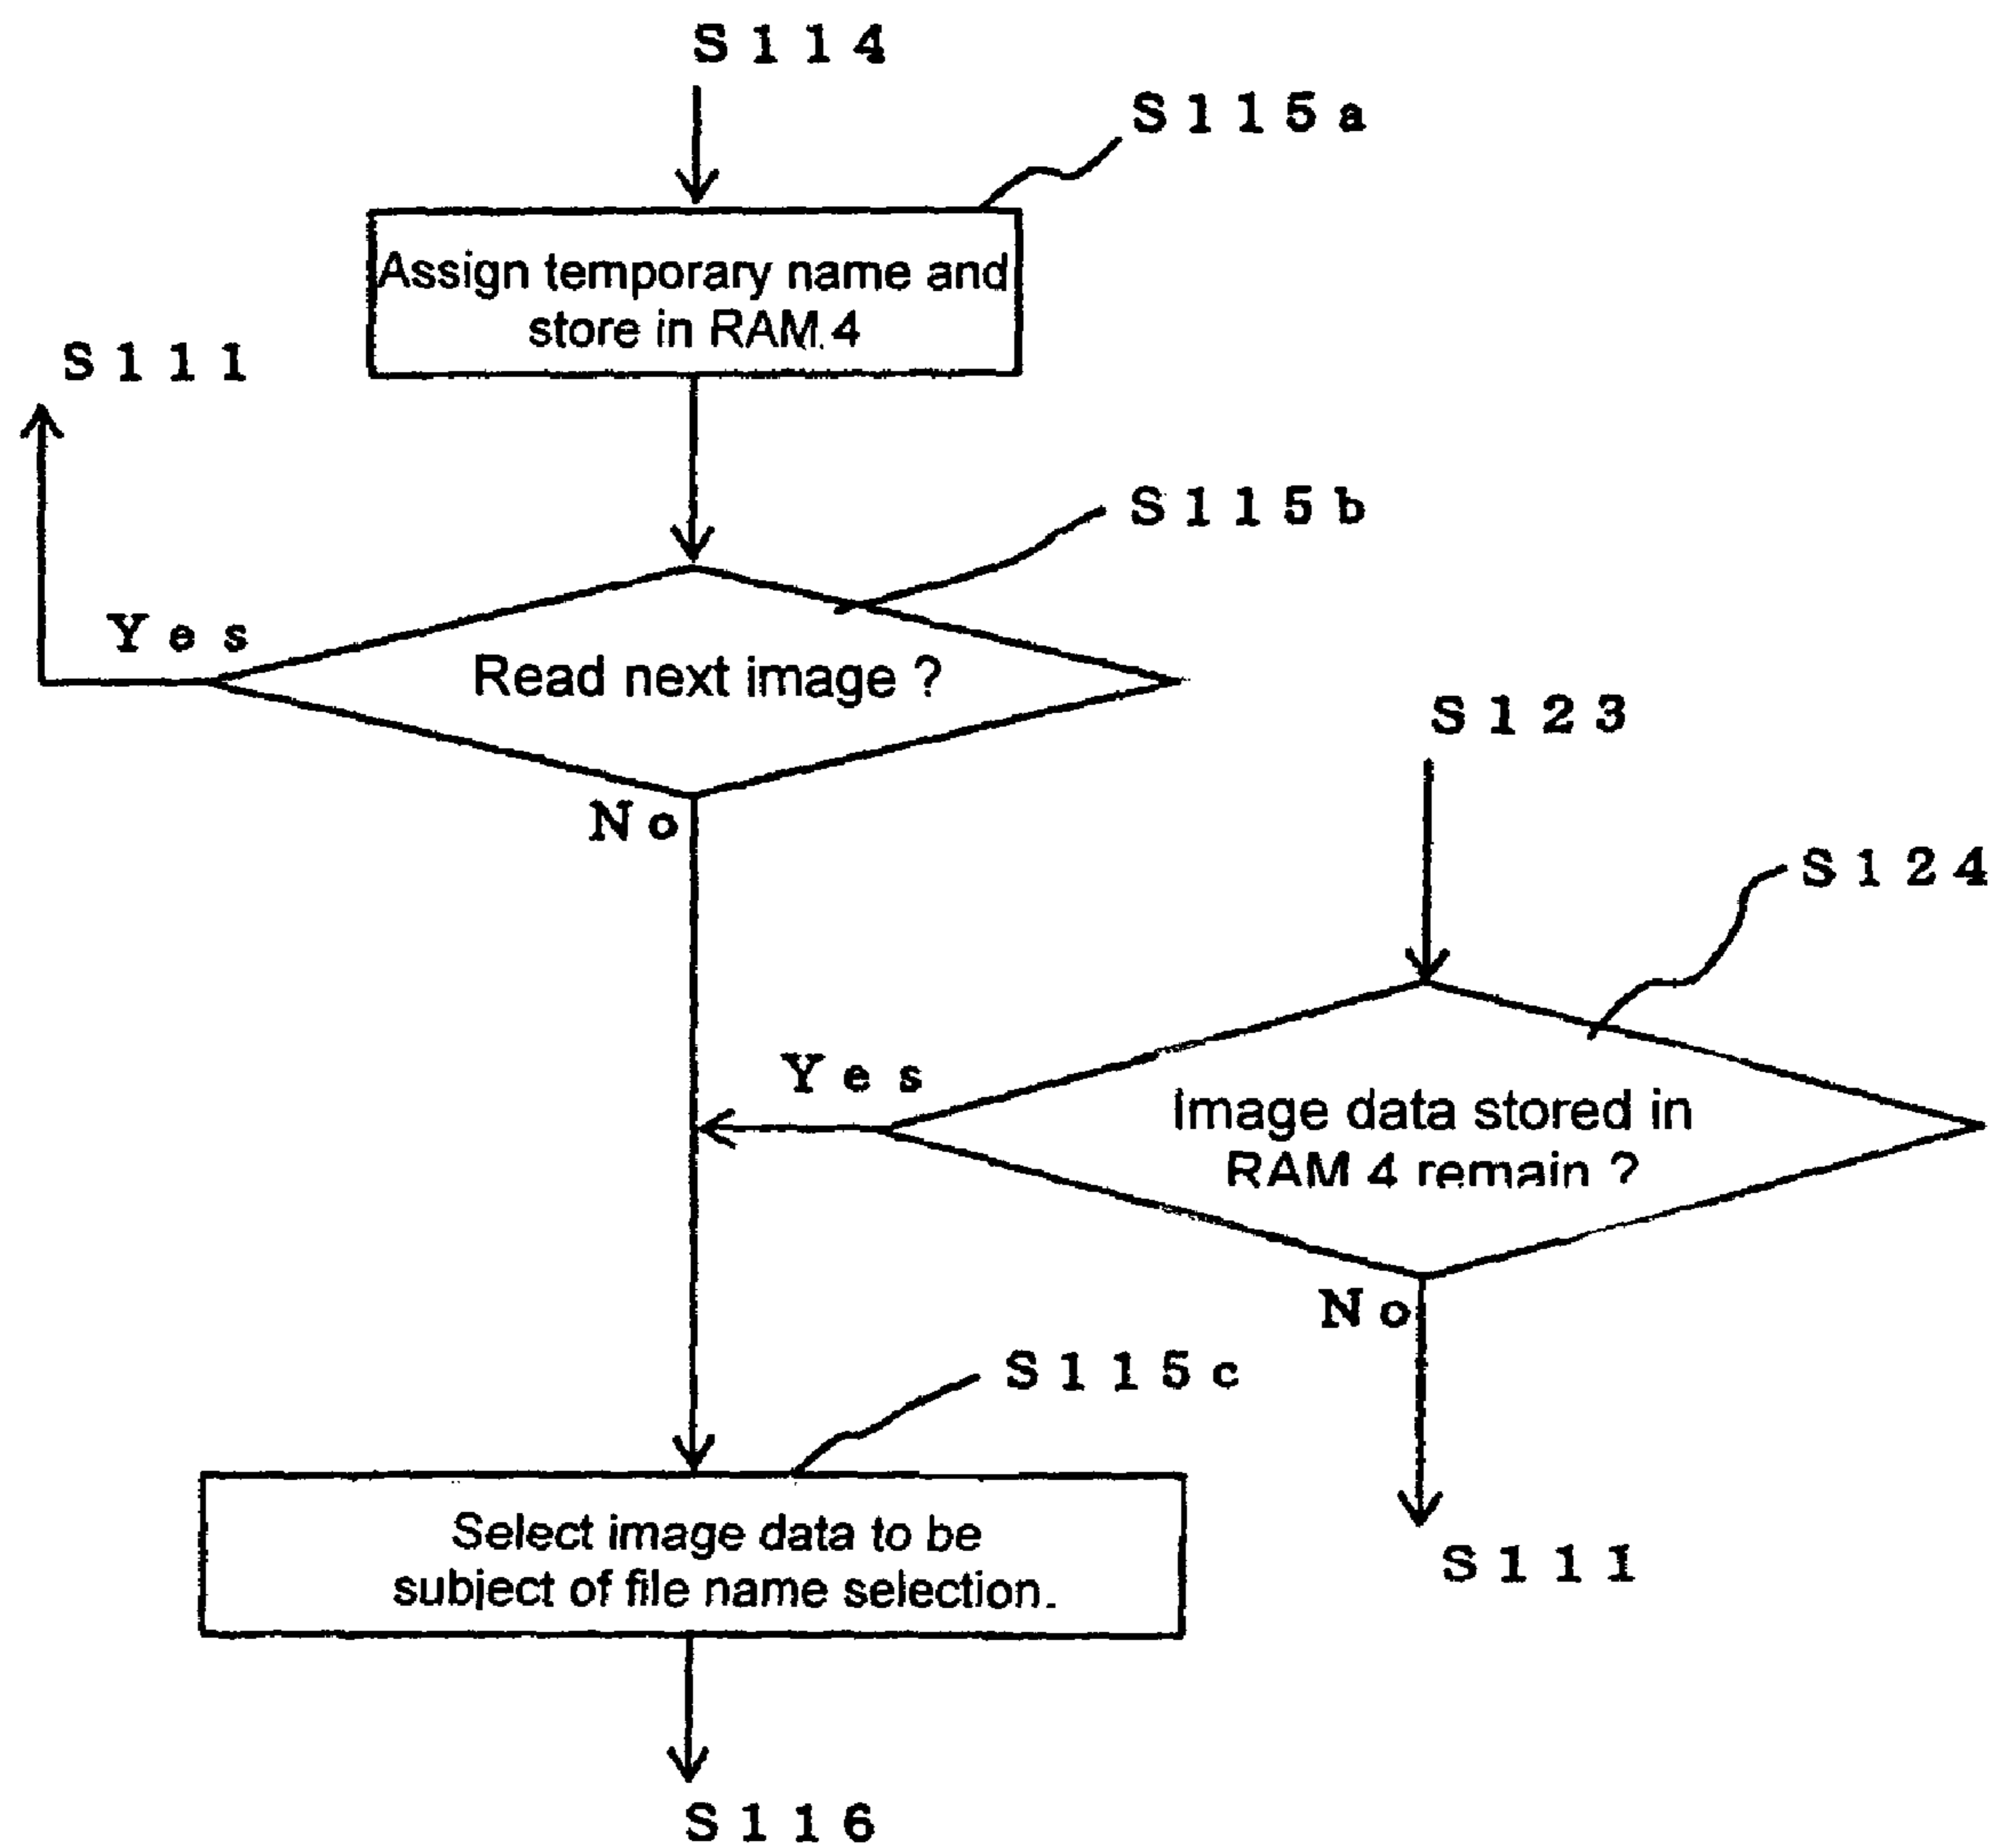 S114
S115a
Assign temporary name and
store in RAM 4
S111
S115b
Yes
Read next image ?
No
S123
S124
Yes
Image data stored in
RAM 4 remain ?
No
S115c
Select image data to be
subject of file name selection.
S111
S116